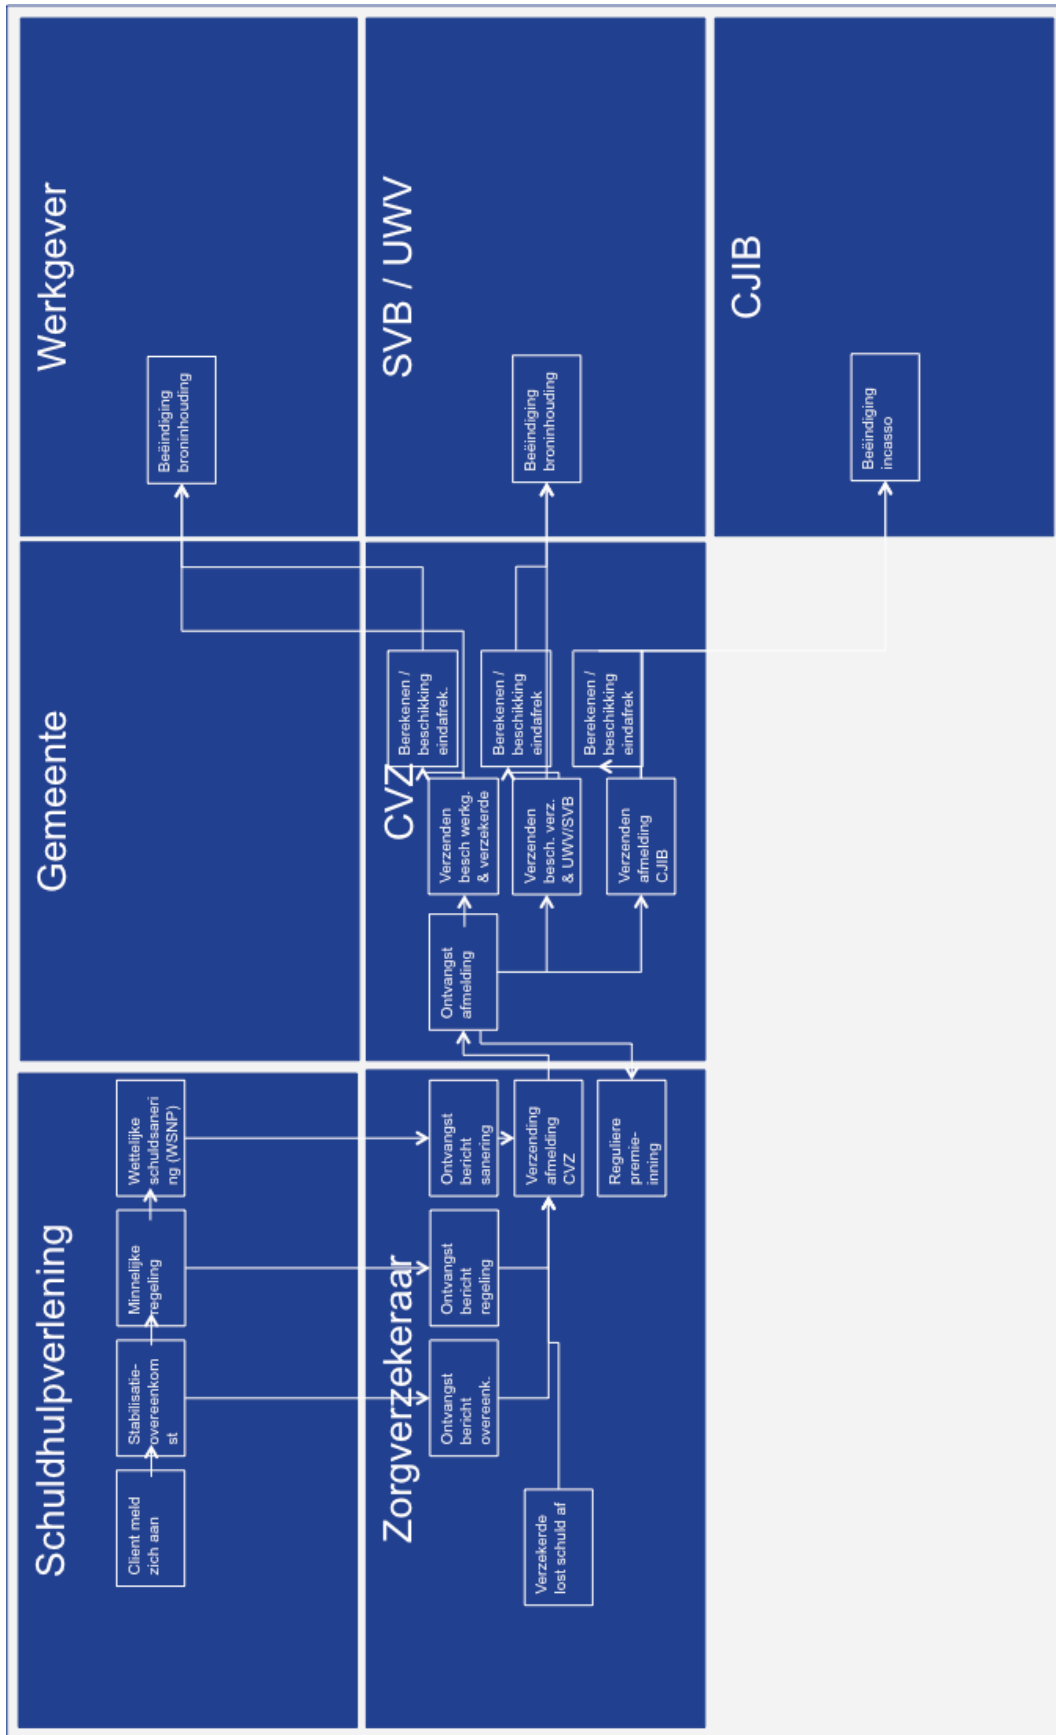 Schuldhulpverlening
Client meld
zich aan
Stabilisatie-
overeenkom
st
Minnelijke
regeling
Wettelijke
schuldsaneri
ng (WSNP)
Gemeente
Werkgever
Beëindiging
broninhouding
Zorgverzekeraar
Verzekerde
lost schuld af
Ontvangst
bericht
overeenk.
Ontvangst
bericht
regeling
Ontvangst
bericht
sanering
Verzending
afmelding
CVZ
Reguliere
premie-
inning
CVZ
Ontvangst
afmelding
Verzenden
besch werkg.
& verzekerde
Verzenden
besch. verz.
& UWV/SVB
Verzenden
afmelding
CJIB
Berekenen /
beschikking
eindafrek.
Berekenen /
beschikking
eindafrek
Berekenen /
beschikking
eindafrek
SVB / UWV
Beëindiging
broninhouding
CJIB
Beëindiging
incasso